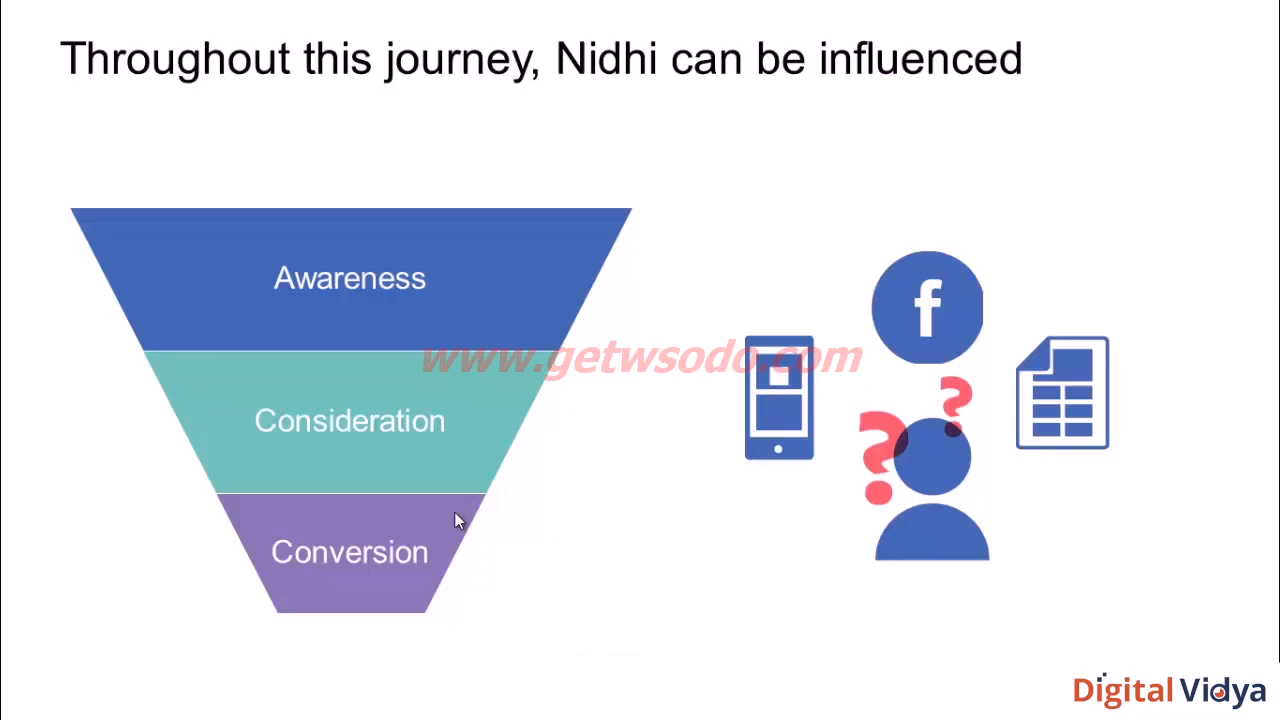 Throughout this journey, Nidhi can be influenced
Awareness
www.getwsodo.com
Consideration
Conversion
f
?
?
Digital Vidya